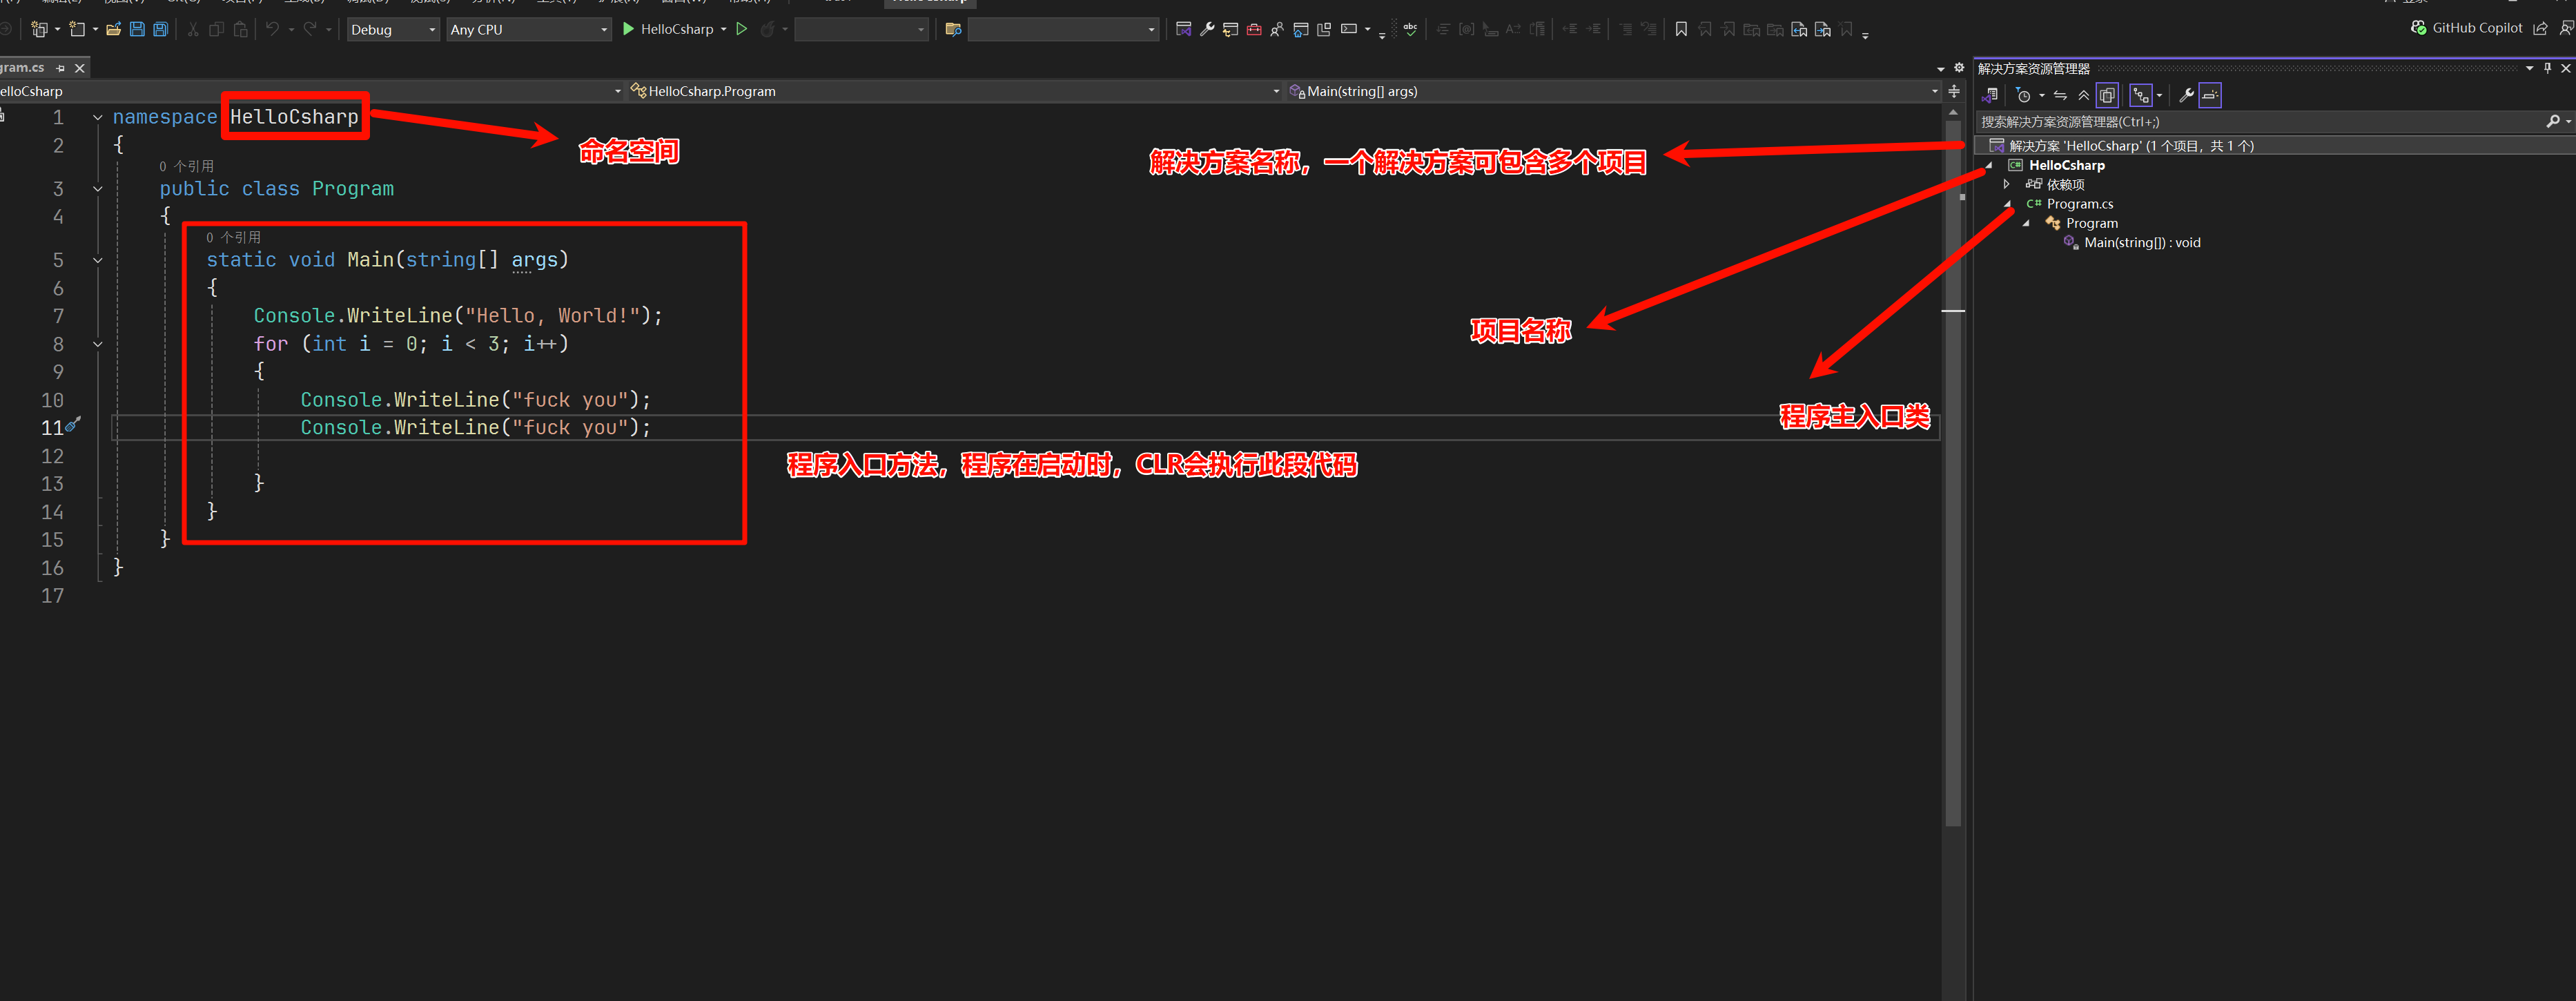 HelloCsharp
Debug
Any CPU
HelloCsharp
GitHub Copilot
gram.cs
elloCsharp
HelloCsharp.Program
Main(string[] args)
1 namespace HelloCsharp
命名空间
2 {
0 个引用
3 public class Program
4 {
0 个引用
5 static void Main(string[] args)
6 {
7 Console.WriteLine("Hello, World!");
8 for (int i = 0; i < 3; i++)
9 {
10 Console.WriteLine("fuck you");
11 Console.WriteLine("fuck you");
12
13 }
14 }
15 }
16 }
17
程序入口方法，程序在启动时，CLR会执行此段代码
解决方案名称，一个解决方案可包含多个项目
项目名称
程序主入口类
解决方案资源管理器
搜索解决方案资源管理器(Ctrl+;)
解决方案 'HelloCsharp' (1 个项目，共 1 个)
C# HelloCsharp
依赖项
C# Program.cs
Program
Main(string[]) : void